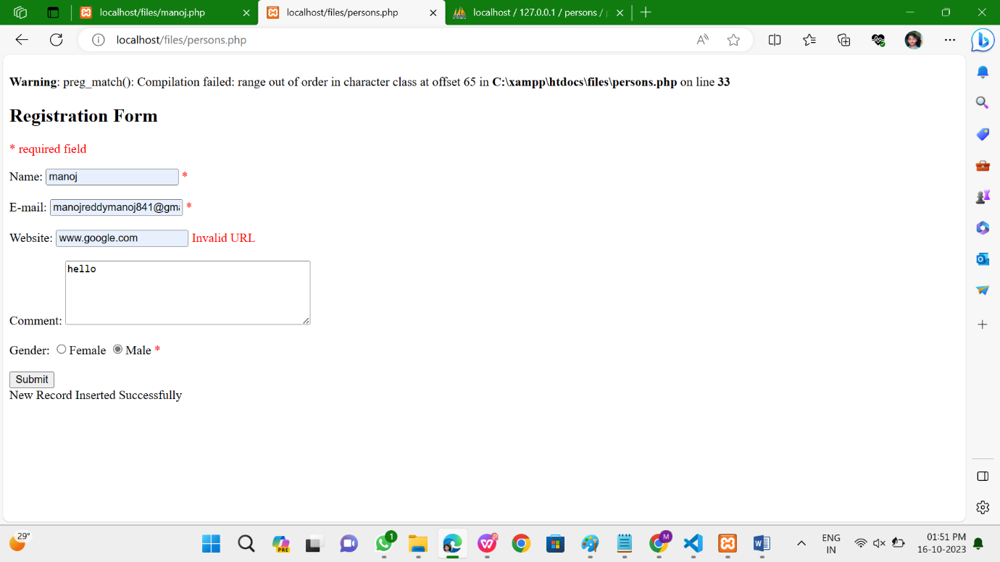 localhost/files/manoj.php
localhost/files/persons.php
localhost / 127.0.0.1 / persons /
localhost/files/persons.php
Warning: preg_match(): Compilation failed: range out of order in character class at offset 65 in C:\xampp\htdocs\files\persons.php on line 33
Registration Form
* required field
Name: manoj *
E-mail: manojreddymanoj841@gma *
Website: www.google.com Invalid URL
hello
Comment:
Gender: Female Male *
Submit
New Record Inserted Successfully
29°
PRE
1
M
ENG
IN
01:51 PM
16-10-2023